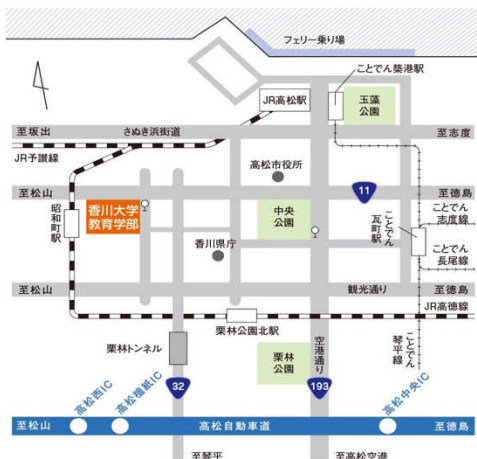 フェリー乗り場
ことでん築港駅
JR高松駅
玉藻
公園
至坂出
さぬき浜街道
至志度
JR予讃線
高松市役所
至松山
11
至徳島
昭和町駅
香川大学
教育学部
中央
公園
ことでん
瓦町駅
ことでん
志度線
香川県庁
ことでん
長尾線
至松山
観光通り
至徳島
JR高徳線
栗林公園北駅
栗林トンネル
栗林
公園
空港通り
ことでん
琴平線
32
193
高松西IC
高松檀紙IC
高松中央IC
至松山
高松自動車道
至徳島
至琴平
至高松空港